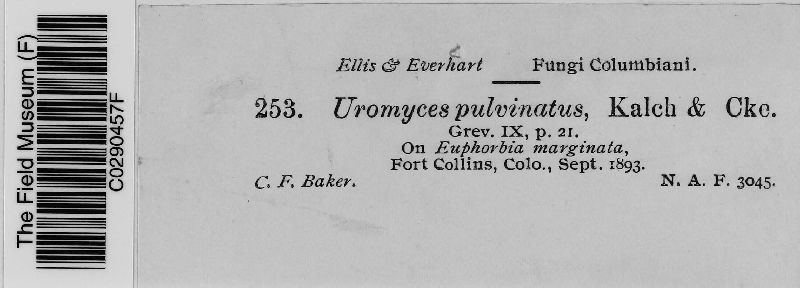 The Field Museum (F)
C0290457F
Ellis & Everhart Fungi Columbiani.
253. Uromyces pulvinatus, Kalch & Cke.
Grev. IX, p. 21.
On Euphorbia marginata,
Fort Collins, Colo., Sept. 1893.
C. F. Baker. N. A. F. 3045.